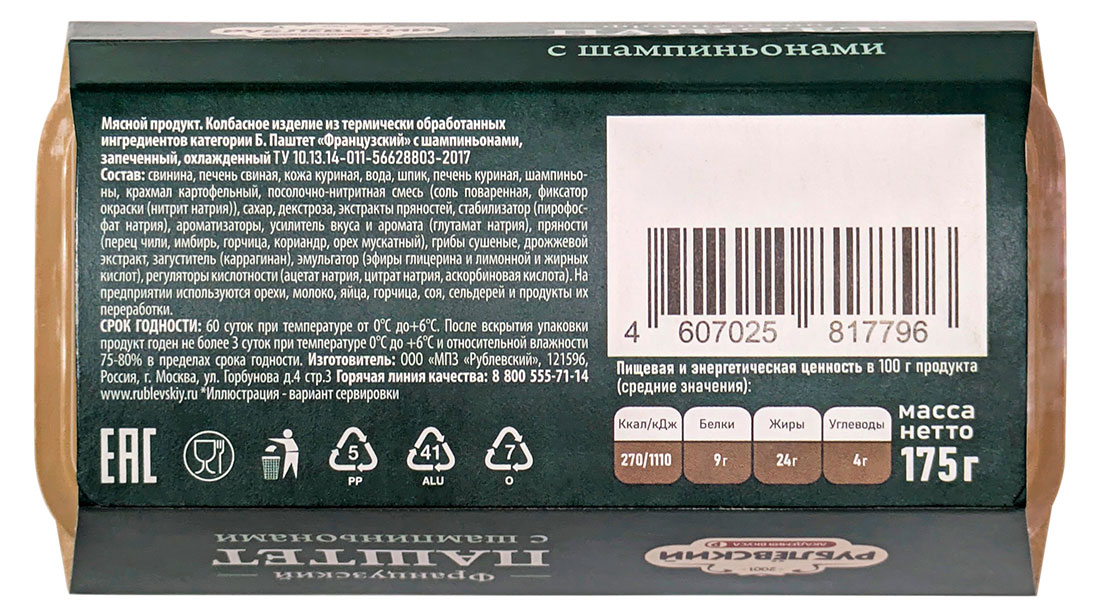 РУБЛЁВСКИЙ
ПАШТЕТ
с шампиньонами
Мясной продукт. Колбасное изделие из термически обработанных
ингредиентов категории Б. Паштет «Французский» с шампиньонами,
запеченный, охлажденный ТУ 10.13.14-011-56628803-2017
Состав: свинина, печень свиная, кожа куриная, вода, шпик, печень куриная, шампиньо-
ны, крахмал картофельный, посолочно-нитритная смесь (соль поваренная, фиксатор
окраски (нитрит натрия)), сахар, декстроза, экстракты пряностей, стабилизатор (пирофос-
фат натрия), ароматизаторы, усилитель вкуса и аромата (глутамат натрия), пряности
(перец чили, имбирь, горчица, кориандр, орех мускатный), грибы сушеные, дрожжевой
экстракт, загуститель (каррагинан), эмульгатор (эфиры глицерина и лимонной и жирных
кислот), регуляторы кислотности (ацетат натрия, цитрат натрия, аскорбиновая кислота). На
предприятии используются орехи, молоко, яйца, горчица, соя, сельдерей и продукты их
переработки.
СРОК ГОДНОСТИ: 60 суток при температуре от 0°С до+6°С. После вскрытия упаковки
продукт годен не более 3 суток при температуре 0°С до +6°С и относительной влажности
75-80% в пределах срока годности. Изготовитель: ООО «МПЗ «Рублевский», 121596,
Россия, г. Москва, ул. Горбунова д.4 стр.3 Горячая линия качества: 8 800 555-71-14
www.rublevskiy.ru *Иллюстрация - вариант сервировки
EAC
5
PP
41
ALU
7
O
4 607025 817796
Пищевая и энергетическая ценность в 100 г продукта
(средние значения):
Ккал/кДж Белки Жиры Углеводы
270/1110 9г 24г 4г
масса
нетто
175г
Французский
ПАШТЕТ
с шампиньонами
2001
РУБЛЁВСКИЙ
АКАДЕМИЯ ВКУСА